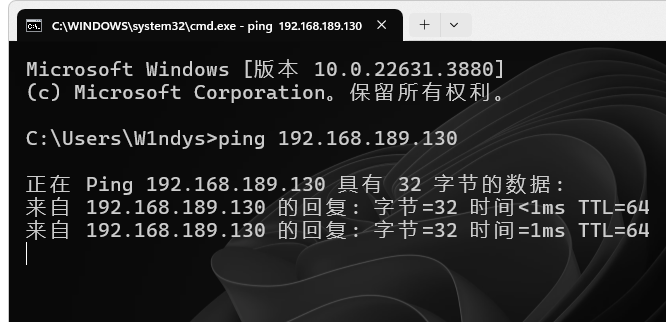 C:\WINDOWS\system32\cmd.exe - ping 192.168.189.130
Microsoft Windows [版本 10.0.22631.3880]
(c) Microsoft Corporation。保留所有权利。
C:\Users\W1ndys>ping 192.168.189.130
正在 Ping 192.168.189.130 具有 32 字节的数据:
来自 192.168.189.130 的回复: 字节=32 时间<1ms TTL=64
来自 192.168.189.130 的回复: 字节=32 时间=1ms TTL=64